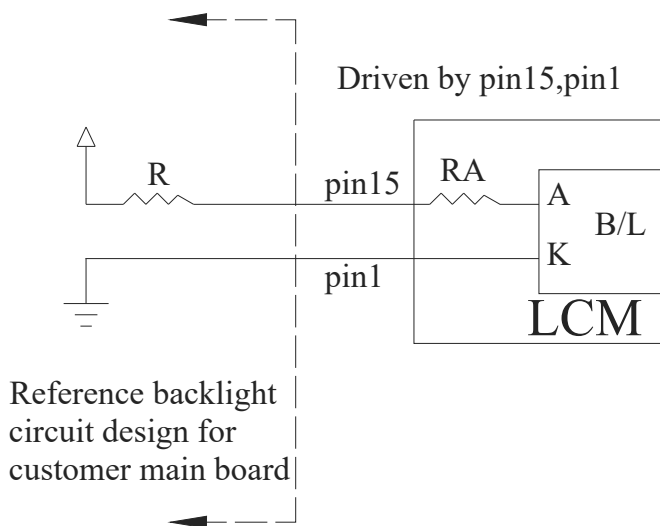 Driven by pin15,pin1
R
pin15
RA
A
B/L
K
pin1
LCM
Reference backlight
circuit design for
customer main board